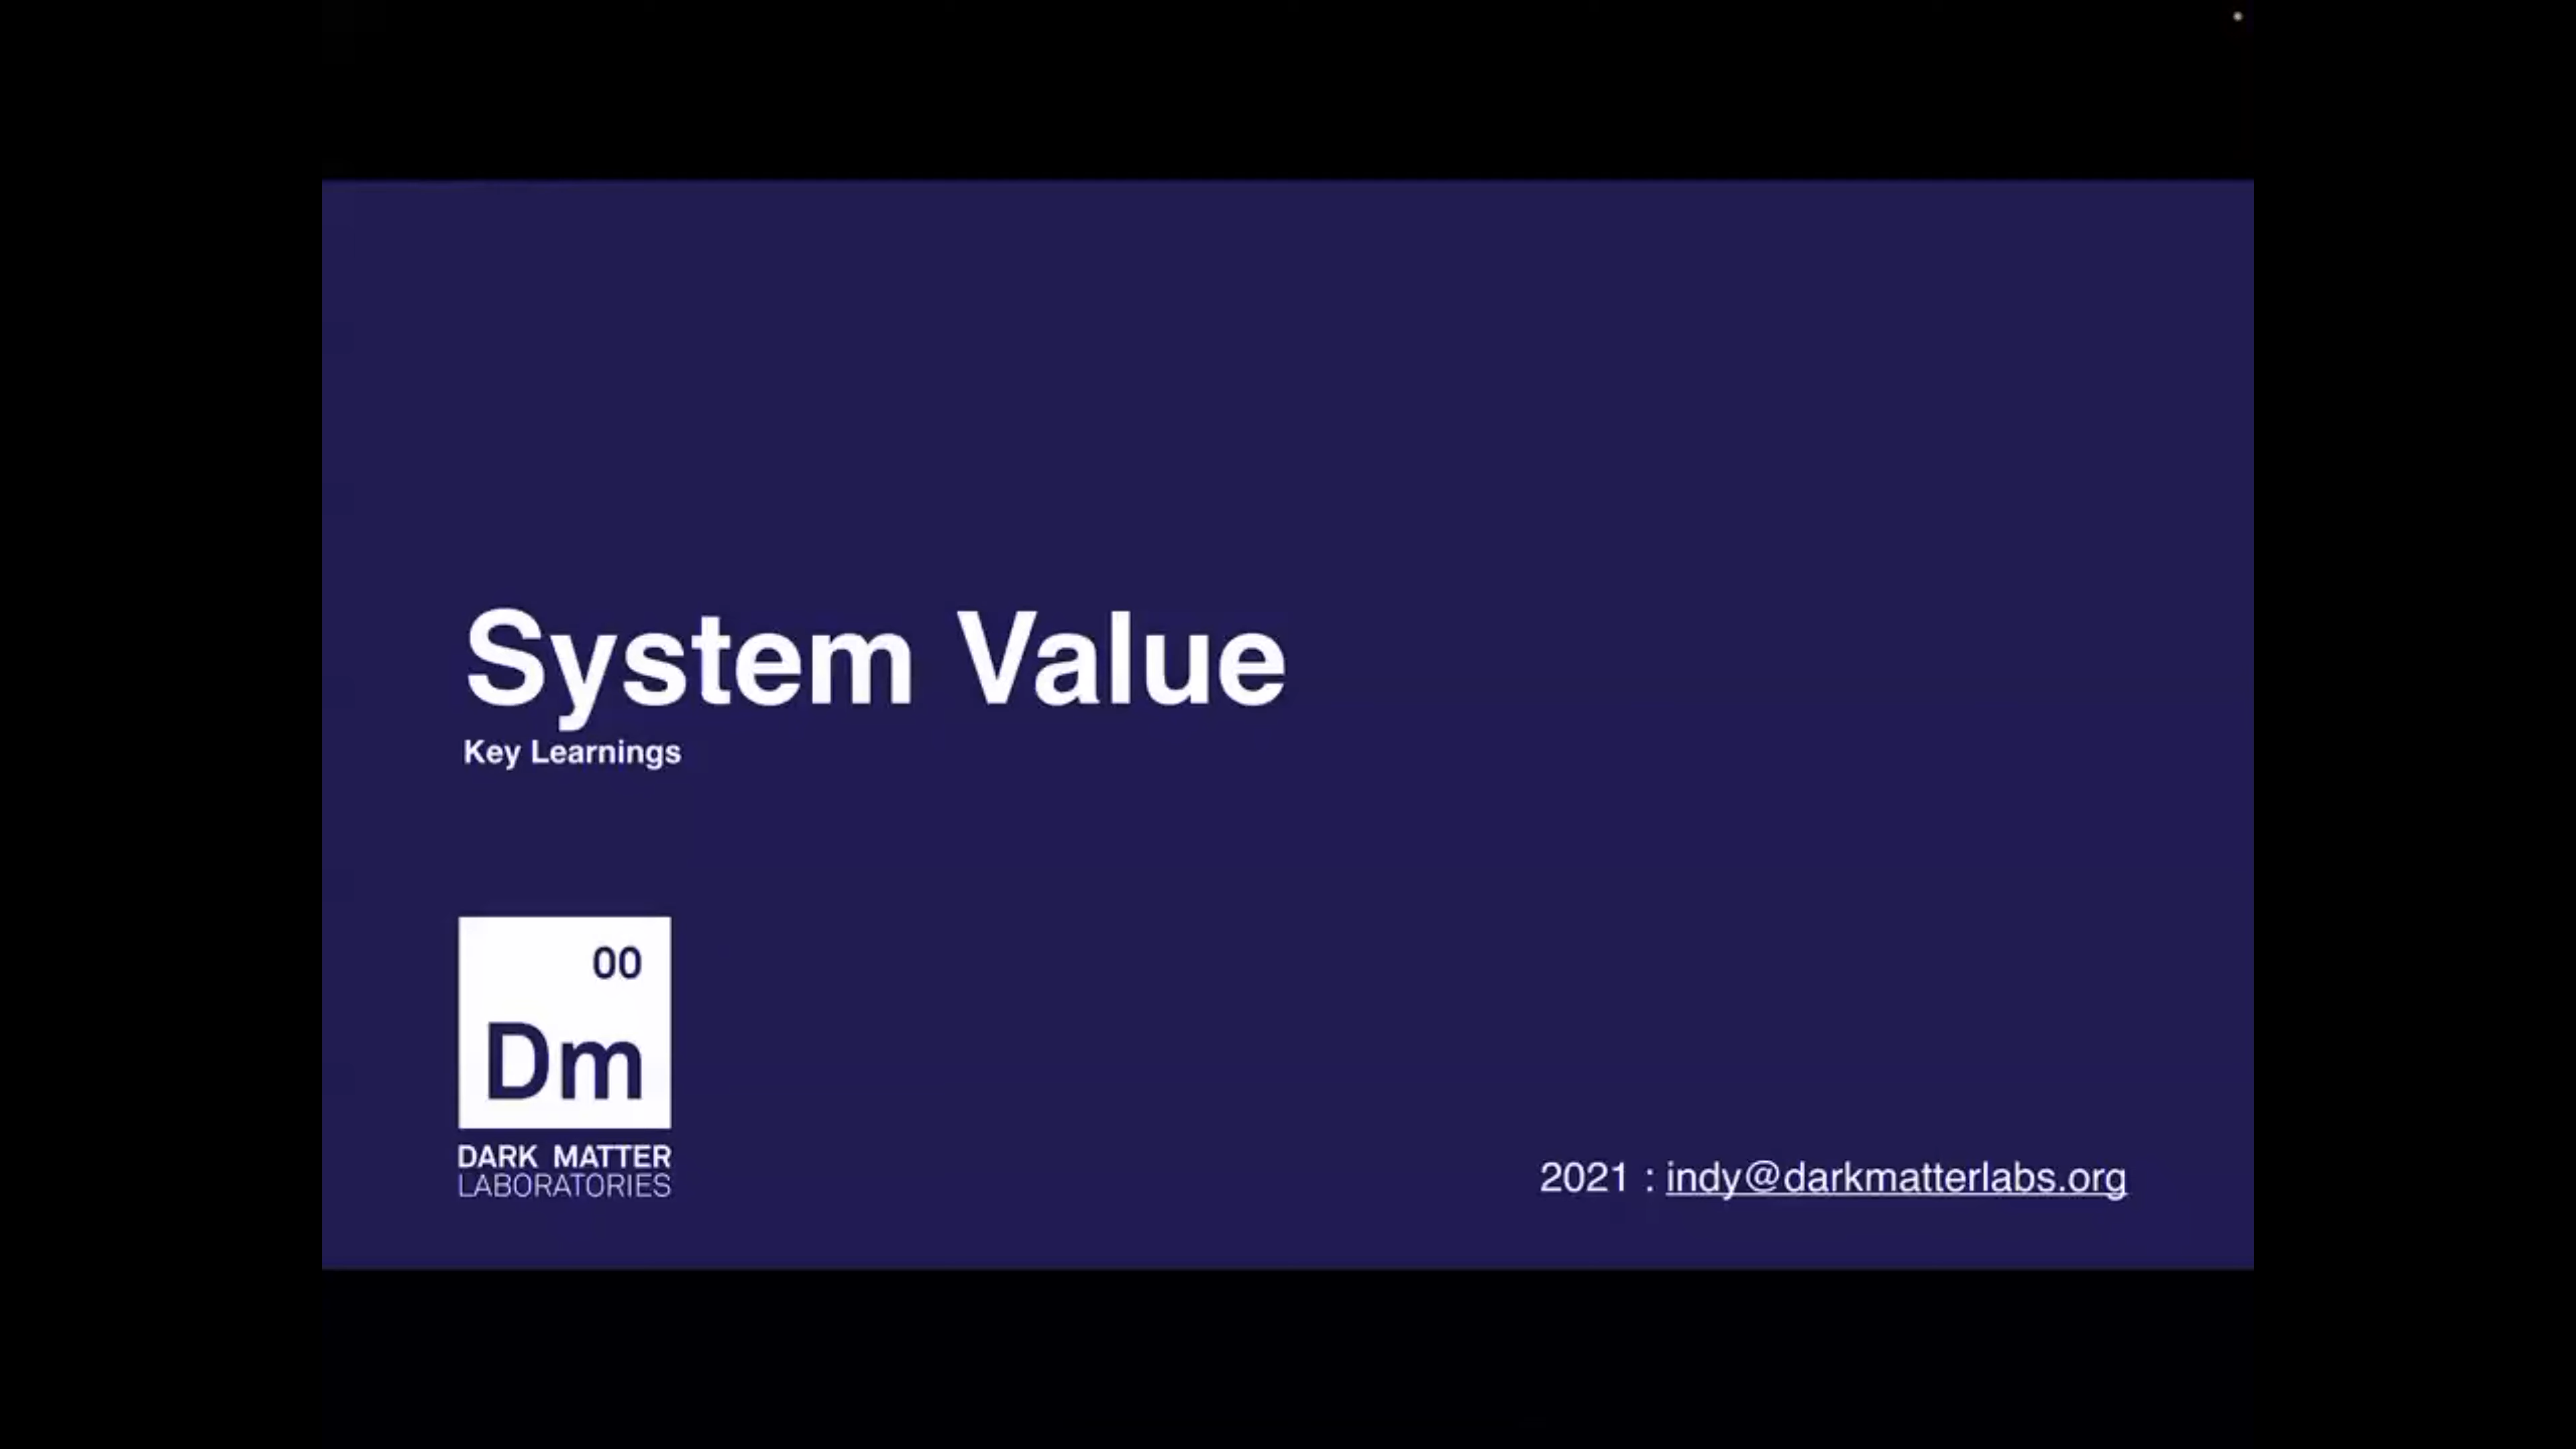 System Value
Key Learnings
00
Dm
DARK MATTER
LABORATORIES
2021 : indy@darkmatterlabs.org